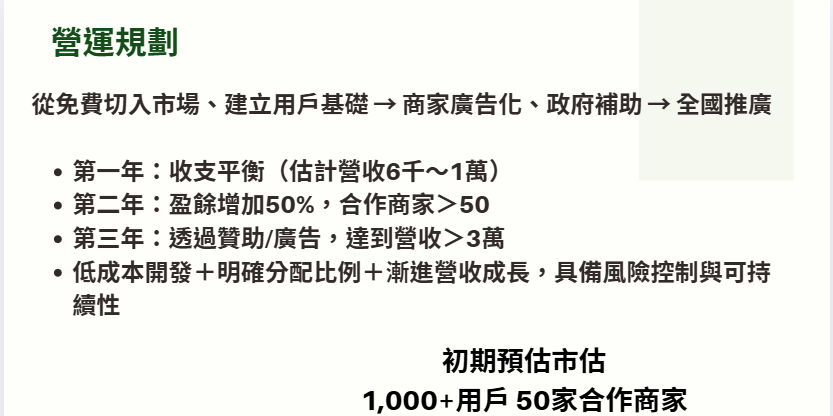 營運規劃
從免費切入市場、建立用戶基礎 → 商家廣告化、政府補助 → 全國推廣
• 第一年：收支平衡（估計營收6千～1萬）
• 第二年：盈餘增加50%，合作商家＞50
• 第三年：透過贊助/廣告，達到營收＞3萬
• 低成本開發＋明確分配比例＋漸進營收成長，具備風險控制與可持
續性
初期預估市估
1,000+用戶 50家合作商家